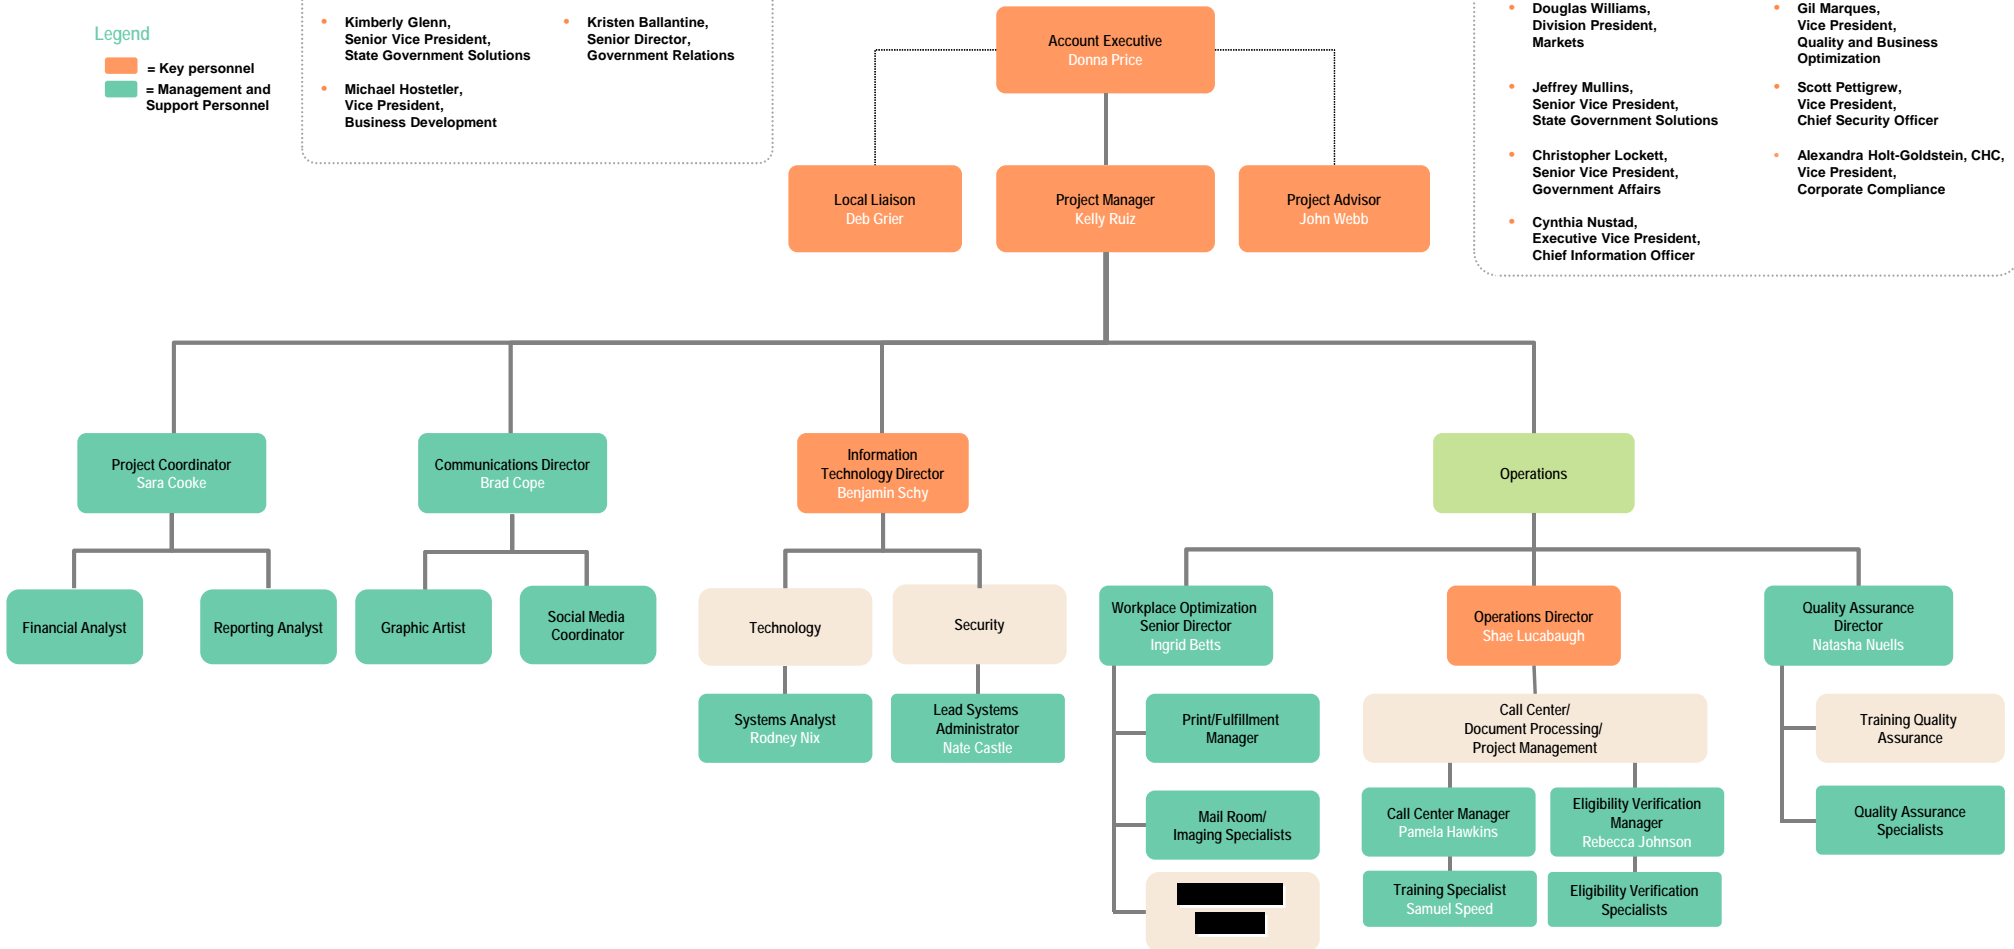 Legend
= Key personnel
= Management and
Support Personnel
• Kimberly Glenn,
Senior Vice President,
State Government Solutions
• Michael Hostetler,
Vice President,
Business Development
• Kristen Ballantine,
Senior Director,
Government Relations
Account Executive
Donna Price
• Douglas Williams,
Division President,
Markets
• Jeffrey Mullins,
Senior Vice President,
State Government Solutions
• Christopher Lockett,
Senior Vice President,
Government Affairs
• Cynthia Nustad,
Executive Vice President,
Chief Information Officer
• Gil Marques,
Vice President,
Quality and Business
Optimization
• Scott Pettigrew,
Vice President,
Chief Security Officer
• Alexandra Holt-Goldstein, CHC,
Vice President,
Corporate Compliance
Local Liaison
Deb Grier
Project Manager
Kelly Ruiz
Project Advisor
John Webb
Project Coordinator
Sara Cooke
Communications Director
Brad Cope
Information
Technology Director
Benjamin Schy
Operations
Financial Analyst
Reporting Analyst
Graphic Artist
Social Media
Coordinator
Technology
Security
Workplace Optimization
Senior Director
Ingrid Betts
Operations Director
Shae Lucabaugh
Quality Assurance
Director
Natasha Nuells
Systems Analyst
Rodney Nix
Lead Systems
Administrator
Nate Castle
Print/Fulfillment
Manager
Call Center/
Document Processing/
Project Management
Training Quality
Assurance
Mail Room/
Imaging Specialists
Call Center Manager
Pamela Hawkins
Eligibility Verification
Manager
Rebecca Johnson
Quality Assurance
Specialists
Training Specialist
Samuel Speed
Eligibility Verification
Specialists